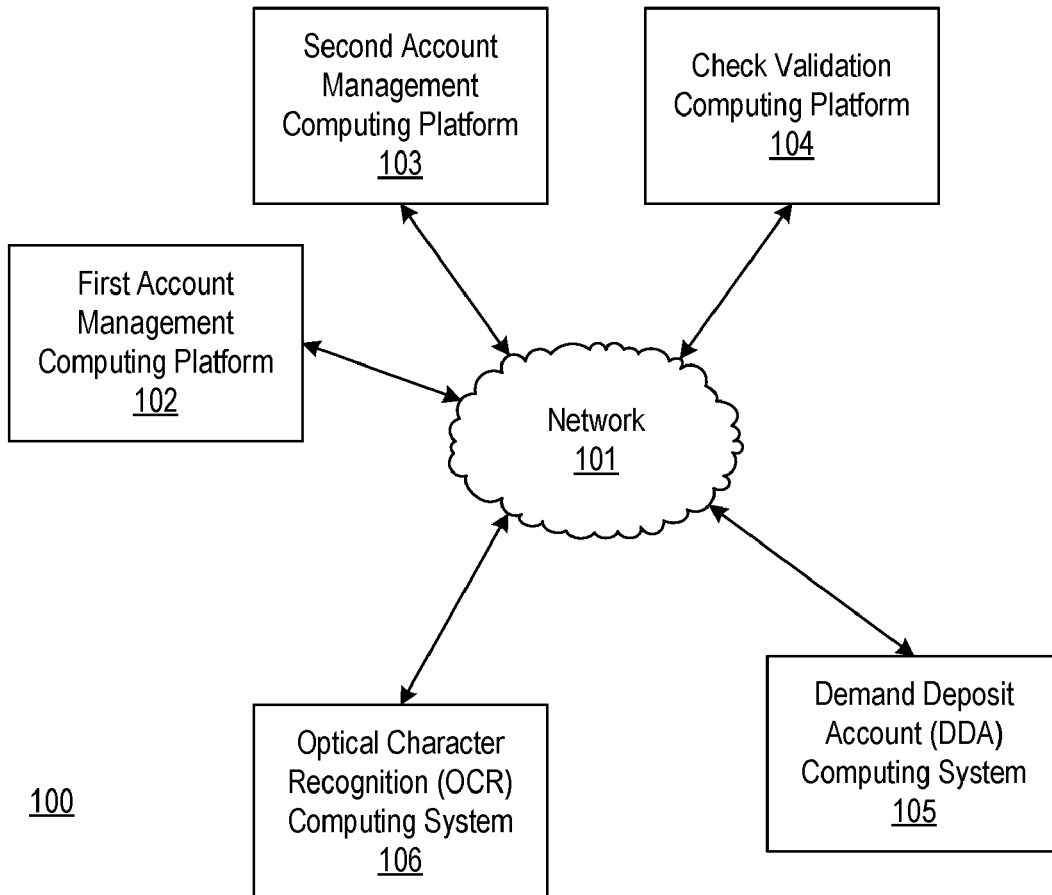 Second Account
Management
Computing Platform
103
Check Validation
Computing Platform
104
First Account
Management
Computing Platform
102
Network
101
Optical Character
Recognition (OCR)
Computing System
106
Demand Deposit
Account (DDA)
Computing System
105
100